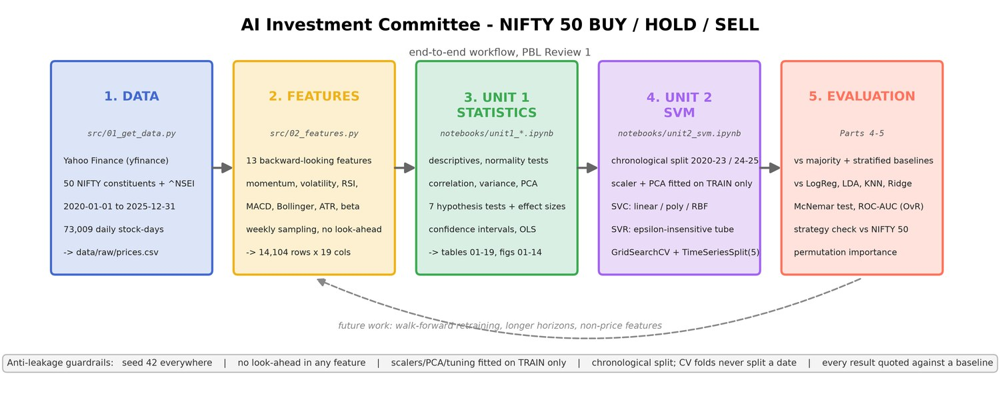 AI Investment Committee - NIFTY 50 BUY / HOLD / SELL
end-to-end workflow, PBL Review 1
1. DATA
src/01_get_data.py
Yahoo Finance (yfinance)
50 NIFTY constituents + ^NSEI
2020-01-01 to 2025-12-31
73,009 daily stock-days
-> data/raw/prices.csv
2. FEATURES
src/02_features.py
13 backward-looking features
momentum, volatility, RSI,
MACD, Bollinger, ATR, beta
weekly sampling, no look-ahead
-> 14,104 rows x 19 cols
3. UNIT 1
STATISTICS
notebooks/unit1_*.ipynb
descriptives, normality tests
correlation, variance, PCA
7 hypothesis tests + effect sizes
confidence intervals, OLS
-> tables 01-19, figs 01-14
4. UNIT 2
SVM
notebooks/unit2_svm.ipynb
chronological split 2020-23 / 24-25
scaler + PCA fitted on TRAIN only
SVC: linear / poly / RBF
SVR: epsilon-insensitive tube
GridSearchCV + TimeSeriesSplit(5)
5. EVALUATION
Parts 4-5
vs majority + stratified baselines
vs LogReg, LDA, KNN, Ridge
McNemar test, ROC-AUC (OvR)
strategy check vs NIFTY 50
permutation importance
future work: walk-forward retraining, longer horizons, non-price features
Anti-leakage guardrails: seed 42 everywhere | no look-ahead in any feature | scalers/PCA/tuning fitted on TRAIN only | chronological split; CV folds never split a date | every result quoted against a baseline